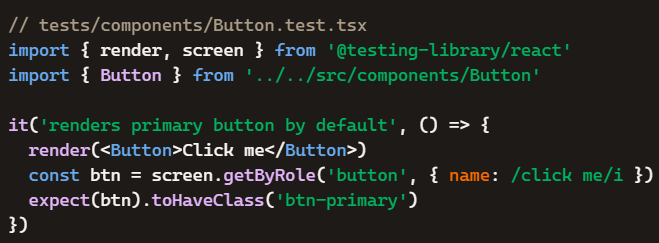 // tests/components/Button.test.tsx
import { render, screen } from '@testing-library/react'
import { Button } from '../../src/components/Button'

it('renders primary button by default', () => {
  render(<Button>Click me</Button>)
  const btn = screen.getByRole('button', { name: /click me/i })
  expect(btn).toHaveClass('btn-primary')
})